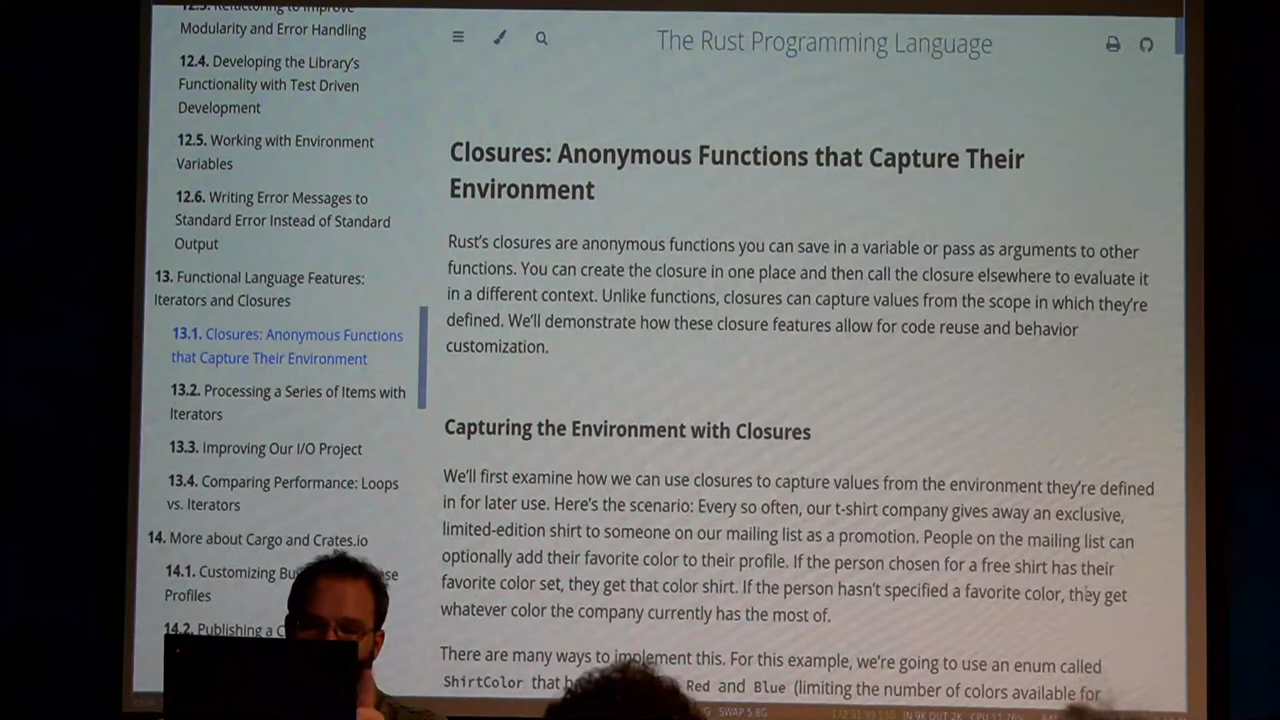 12.5. Refactoring to Improve
Modularity and Error Handling
12.4. Developing the Library's
Functionality with Test Driven
Development
12.5. Working with Environment
Variables
12.6. Writing Error Messages to
Standard Error Instead of Standard
Output
13. Functional Language Features:
Iterators and Closures
13.1. Closures: Anonymous Functions
that Capture Their Environment
13.2. Processing a Series of Items with
Iterators
13.3. Improving Our I/O Project
13.4. Comparing Performance: Loops
vs. Iterators
14. More about Cargo and Crates.io
14.1. Customizing
Profiles
14.2. Publishing a
The Rust Programming Language
Closures: Anonymous Functions that Capture Their
Environment
Rust's closures are anonymous functions you can save in a variable or pass as arguments to other
functions. You can create the closure in one place and then call the closure elsewhere to evaluate it
in a different context. Unlike functions, closures can capture values from the scope in which they're
defined. We'll demonstrate how these closure features allow for code reuse and behavior
customization.
Capturing the Environment with Closures
We'll first examine how we can use closures to capture values from the environment they're defined
in for later use. Here's the scenario: Every so often, our t-shirt company gives away an exclusive,
limited-edition shirt to someone on our mailing list as a promotion. People on the mailing list can
optionally add their favorite color to their profile. If the person chosen for a free shirt has their
favorite color set, they get that color shirt. If the person hasn't specified a favorite color, they get
whatever color the company currently has the most of.
There are many ways to implement this. For this example, we're going to use an enum called
ShirtColor that Red and Blue (limiting the number of colors available for
SWAP 5.8G